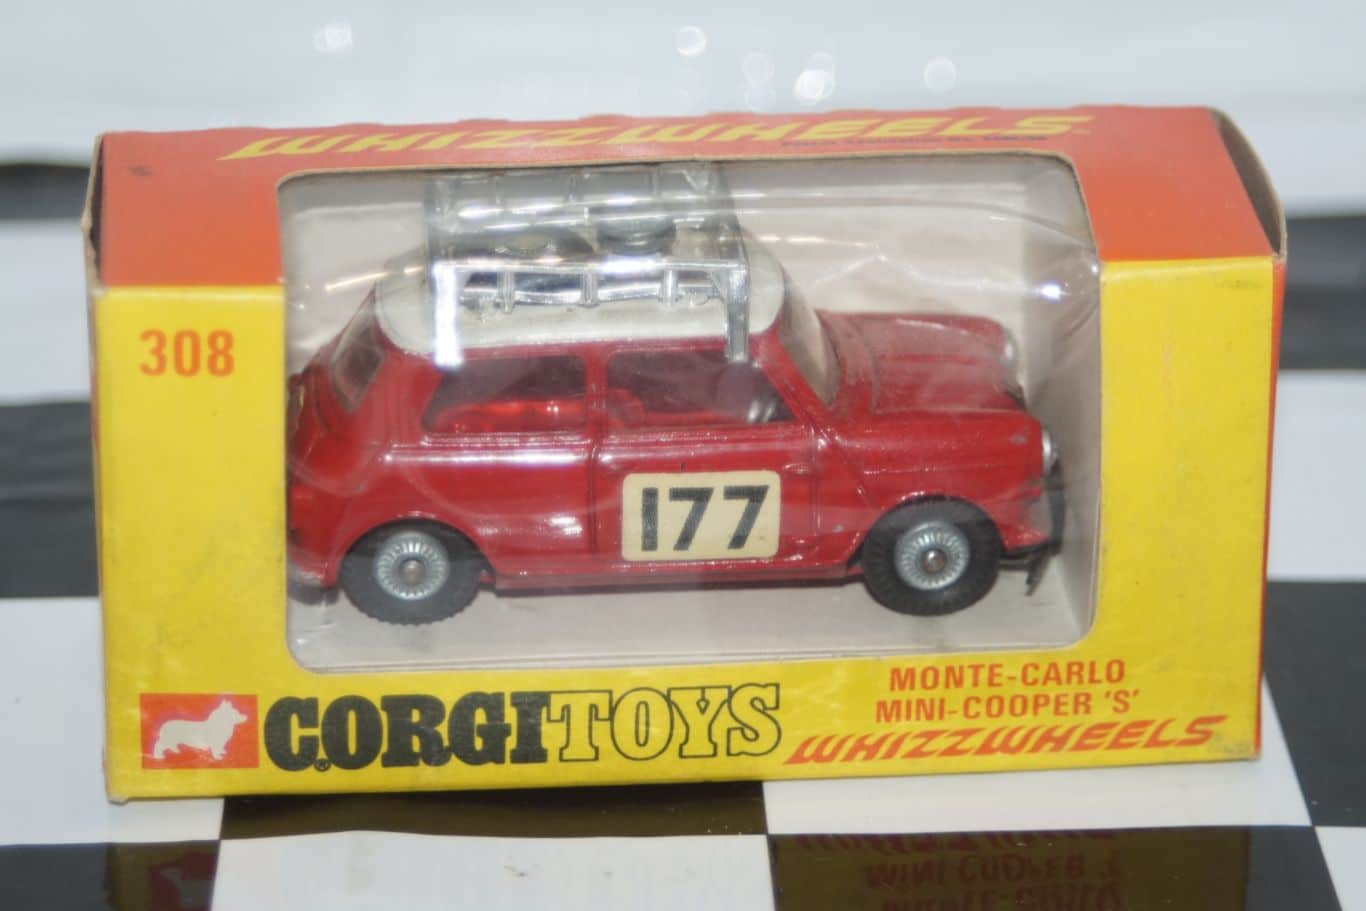 WHIZZWHEELS
308
177
CORGI TOYS
MONTE-CARLO
MINI-COOPER 'S'
WHIZZWHEELS